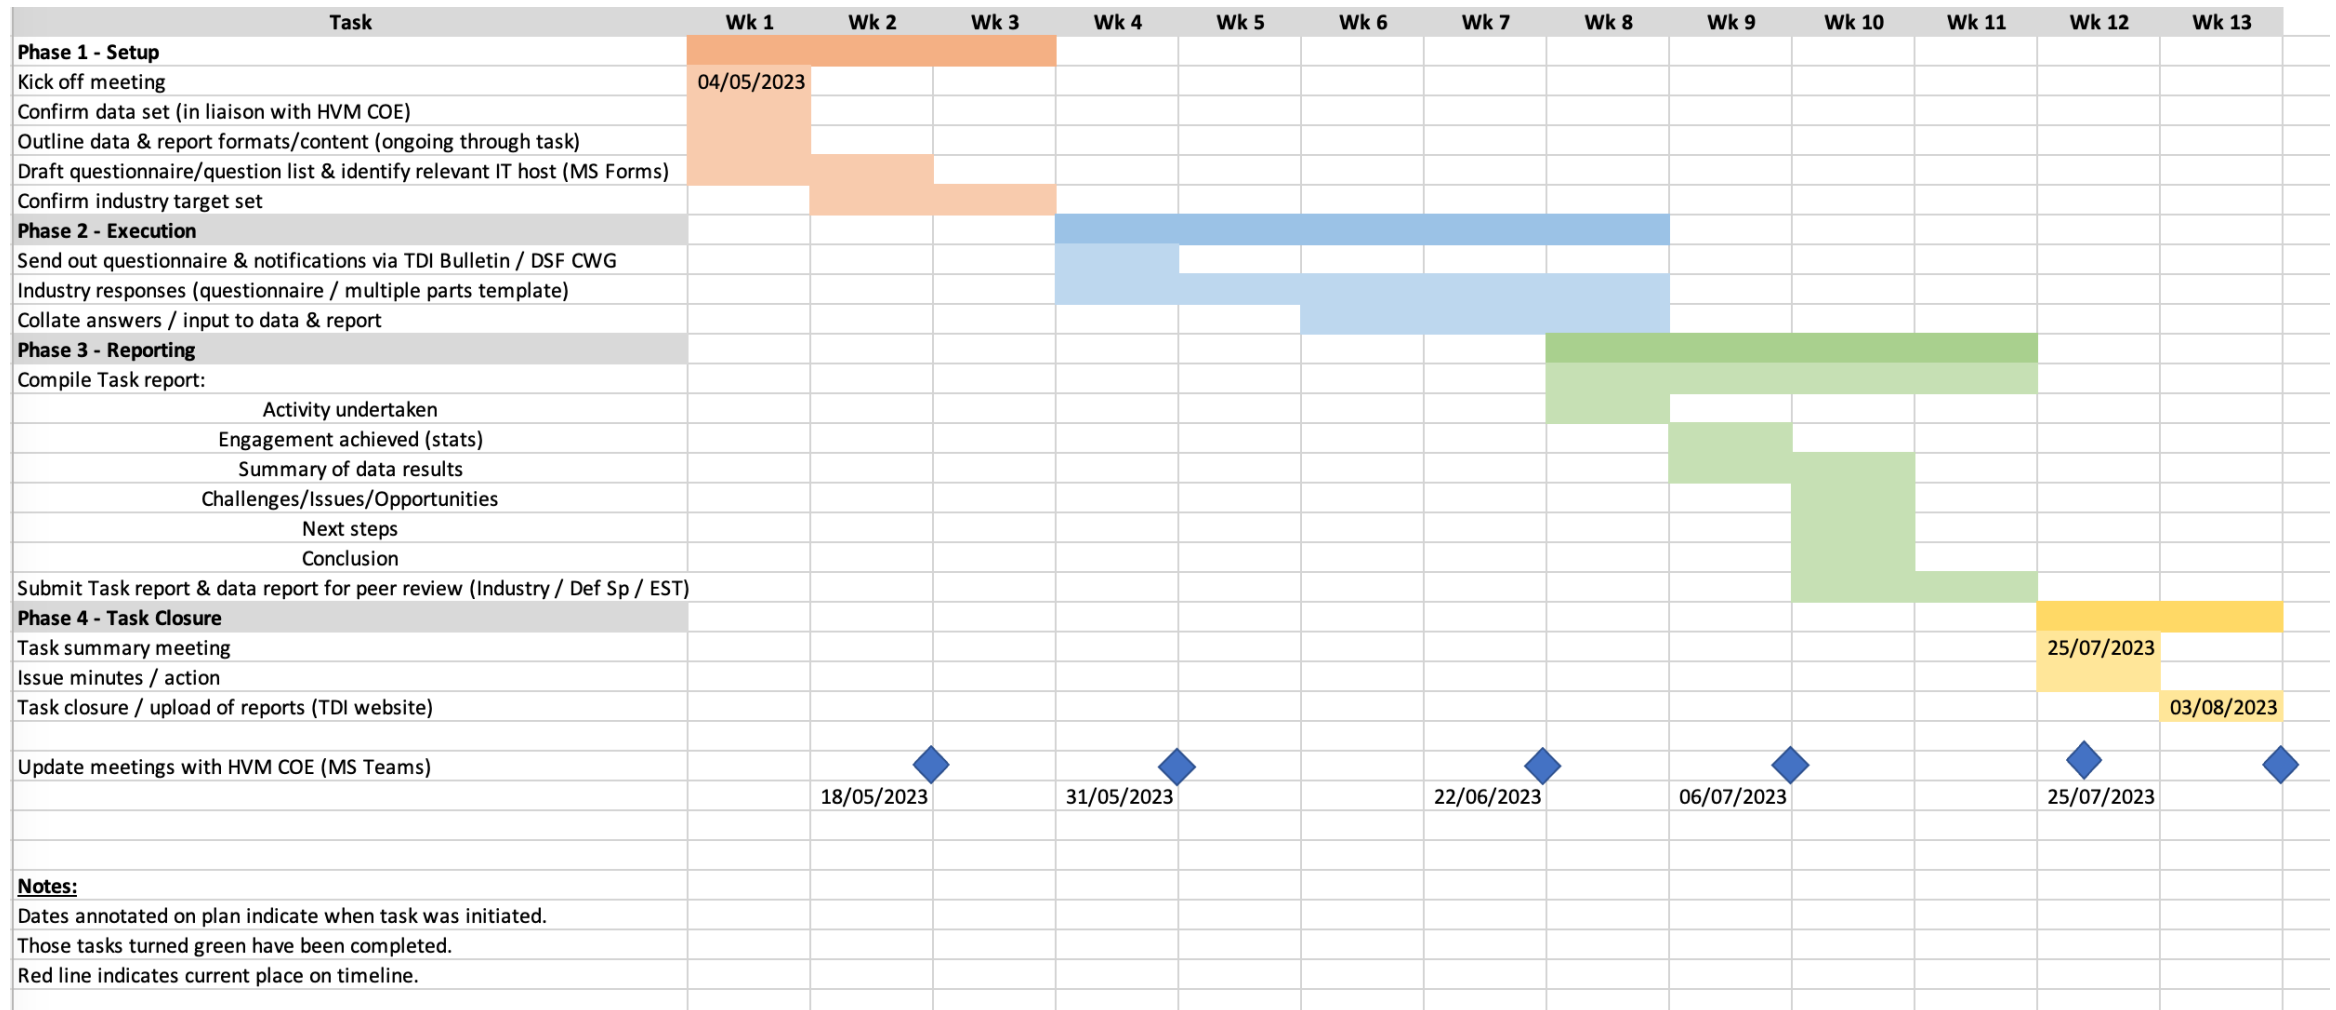 Task Wk 1 Wk 2 Wk 3 Wk 4 Wk 5 Wk 6 Wk 7 Wk 8 Wk 9 Wk 10 Wk 11 Wk 12 Wk 13
Phase 1 - Setup
Kick off meeting 04/05/2023
Confirm data set (in liaison with HVM COE)
Outline data & report formats/content (ongoing through task)
Draft questionnaire/question list & identify relevant IT host (MS Forms)
Confirm industry target set
Phase 2 - Execution
Send out questionnaire & notifications via TDI Bulletin / DSF CWG
Industry responses (questionnaire / multiple parts template)
Collate answers / input to data & report
Phase 3 - Reporting
Compile Task report:
Activity undertaken
Engagement achieved (stats)
Summary of data results
Challenges/Issues/Opportunities
Next steps
Conclusion
Submit Task report & data report for peer review (Industry / Def Sp / EST)
Phase 4 - Task Closure
Task summary meeting 25/07/2023
Issue minutes / action
Task closure / upload of reports (TDI website) 03/08/2023
Update meetings with HVM COE (MS Teams)
18/05/2023 31/05/2023 22/06/2023 06/07/2023 25/07/2023
Notes:
Dates annotated on plan indicate when task was initiated.
Those tasks turned green have been completed.
Red line indicates current place on timeline.